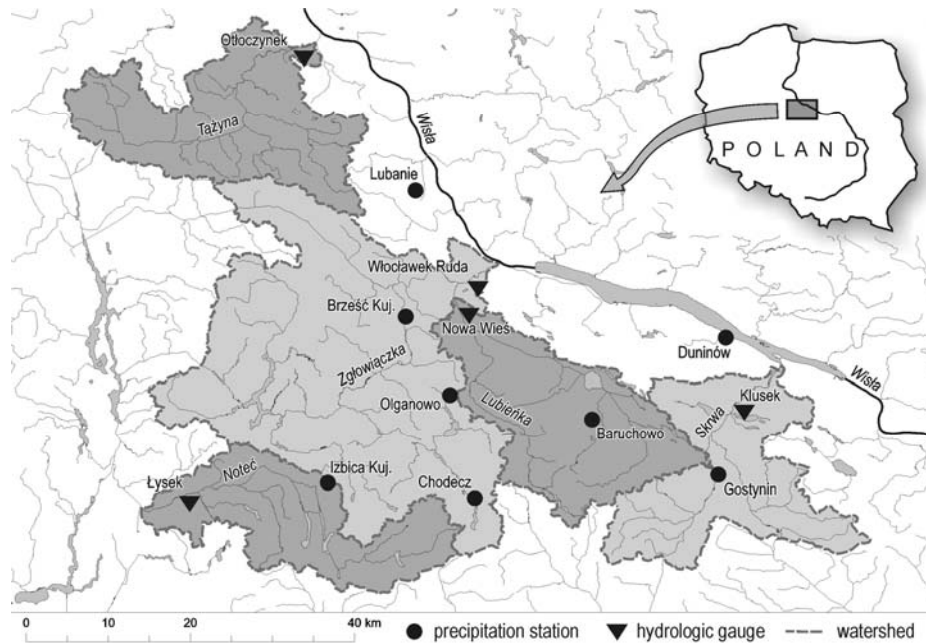 Otłoczynek
Tążyna
Wisła
POLAND
Lubanie
Włocławek Ruda
Brześć Kuj.
Nowa Wieś
Duninów
Zgłowiączka
Wisła
Olganowo
Lubieńka
Skrwa
Klusek
Baruchowo
Noteć
Łysek
Izbica Kuj.
Chodecz
Gostynin
0 10 20 40 km
precipitation station
hydrologic gauge
watershed